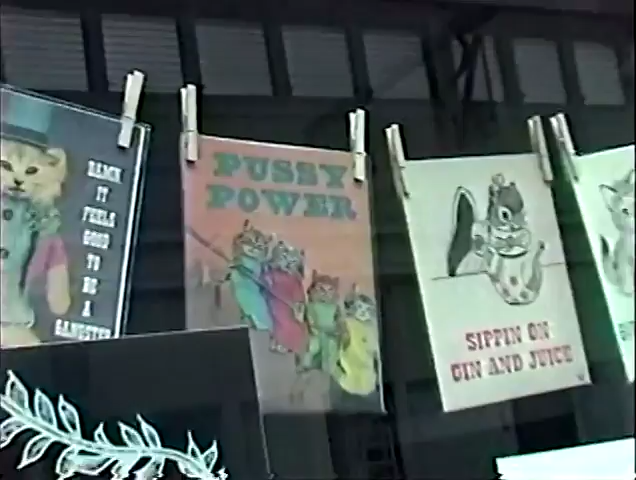 DAMN
IT
FEELS
GOOD
TO BE
A
GANGSTER
PUSSY
POWER
SIPPIN ON
GIN AND JUICE